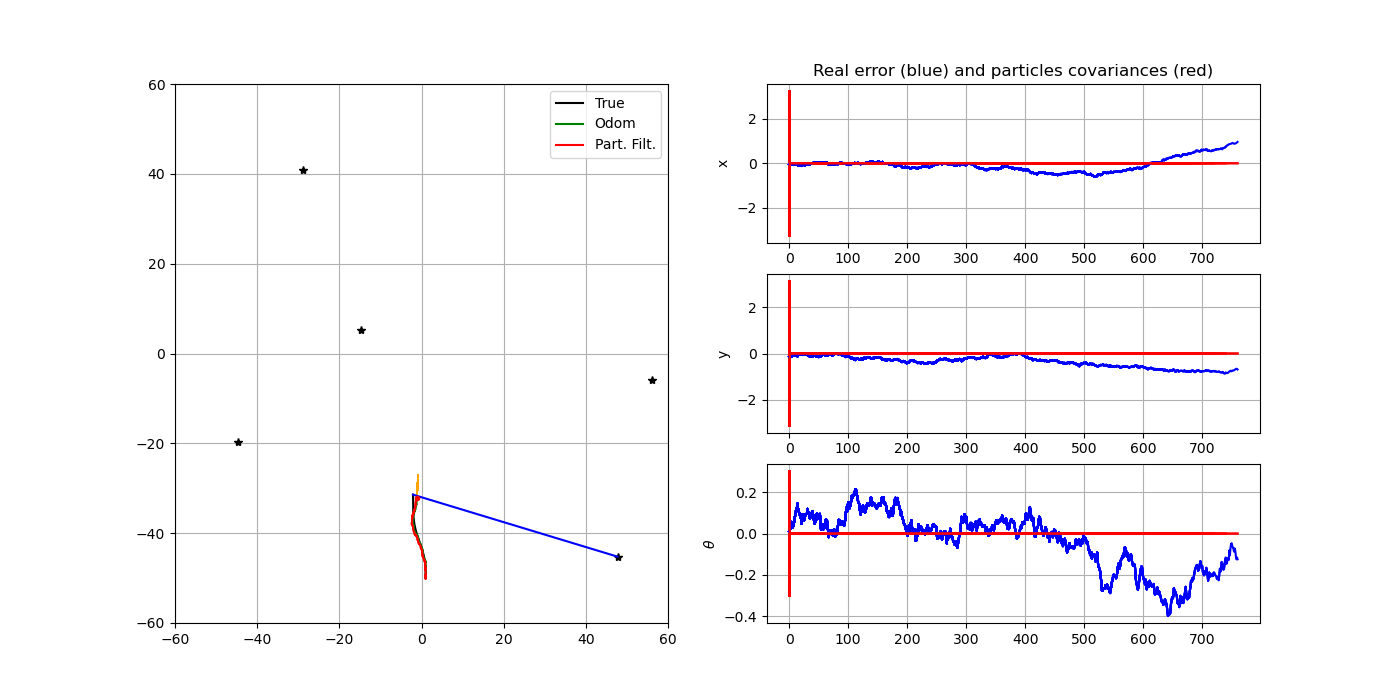 60
40
20
0
−20
−40
−60
−60 −40 −20 0 20 40 60
True
Odom
Part. Filt.
Real error (blue) and particles covariances (red)
x
2
0
−2
0 100 200 300 400 500 600 700
y
2
0
−2
0 100 200 300 400 500 600 700
θ
0.2
0.0
−0.2
−0.4
0 100 200 300 400 500 600 700